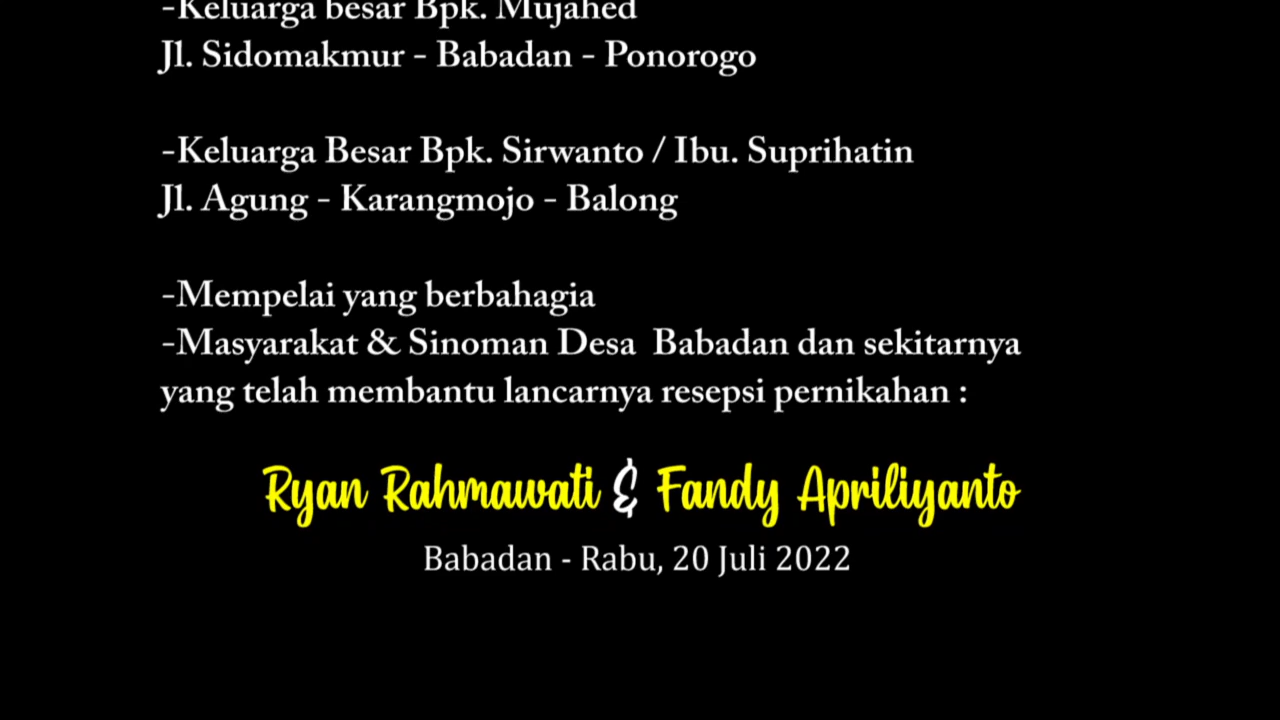 -Keluarga besar Bpk. Mujahed
Jl. Sidomakmur - Babadan - Ponorogo
-Keluarga Besar Bpk. Sirwanto / Ibu. Suprihatin
Jl. Agung - Karangmojo - Balong
-Mempelai yang berbahagia
-Masyarakat & Sinoman Desa  Babadan dan sekitarnya
yang telah membantu lancarnya resepsi pernikahan :
Ryan Rahmawati & Fandy Apriliyanto
Babadan - Rabu, 20 Juli 2022